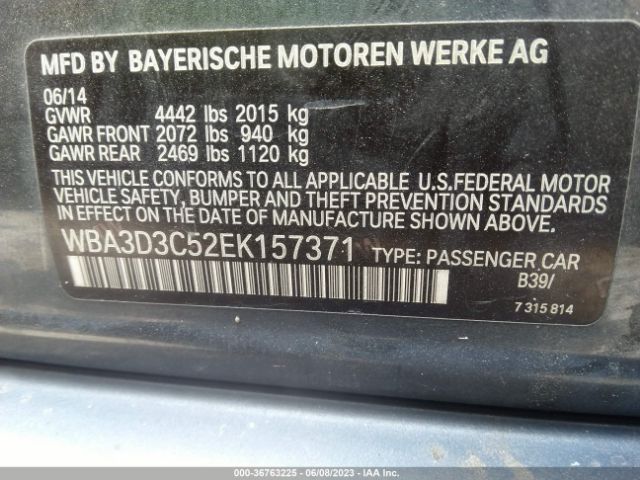 MFD BY BAYERISCHE MOTOREN WERKE AG
06/14
GVWR 4442 lbs 2015 kg
GAWR FRONT 2072 lbs 940 kg
GAWR REAR 2469 lbs 1120 kg
THIS VEHICLE CONFORMS TO ALL APPLICABLE U.S.FEDERAL MOTOR
VEHICLE SAFETY, BUMPER AND THEFT PREVENTION STANDARDS
IN EFFECT ON THE DATE OF MANUFACTURE SHOWN ABOVE.
WBA3D3C52EK157371 TYPE: PASSENGER CAR
B39/
7 315 814
000-36763225 - 06/08/2023 - IAA Inc.